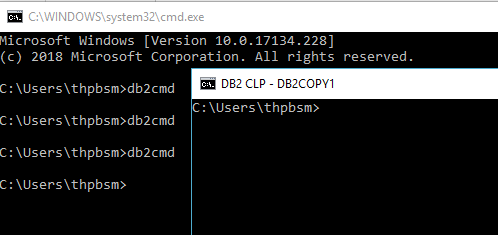 C:\WINDOWS\system32\cmd.exe
Microsoft Windows [Version 10.0.17134.228]
(c) 2018 Microsoft Corporation. All rights reserved.
C:\Users\thpbsm>db2cmd
C:\Users\thpbsm>db2cmd
C:\Users\thpbsm>db2cmd
C:\Users\thpbsm>
DB2 CLP - DB2COPY1
C:\Users\thpbsm>